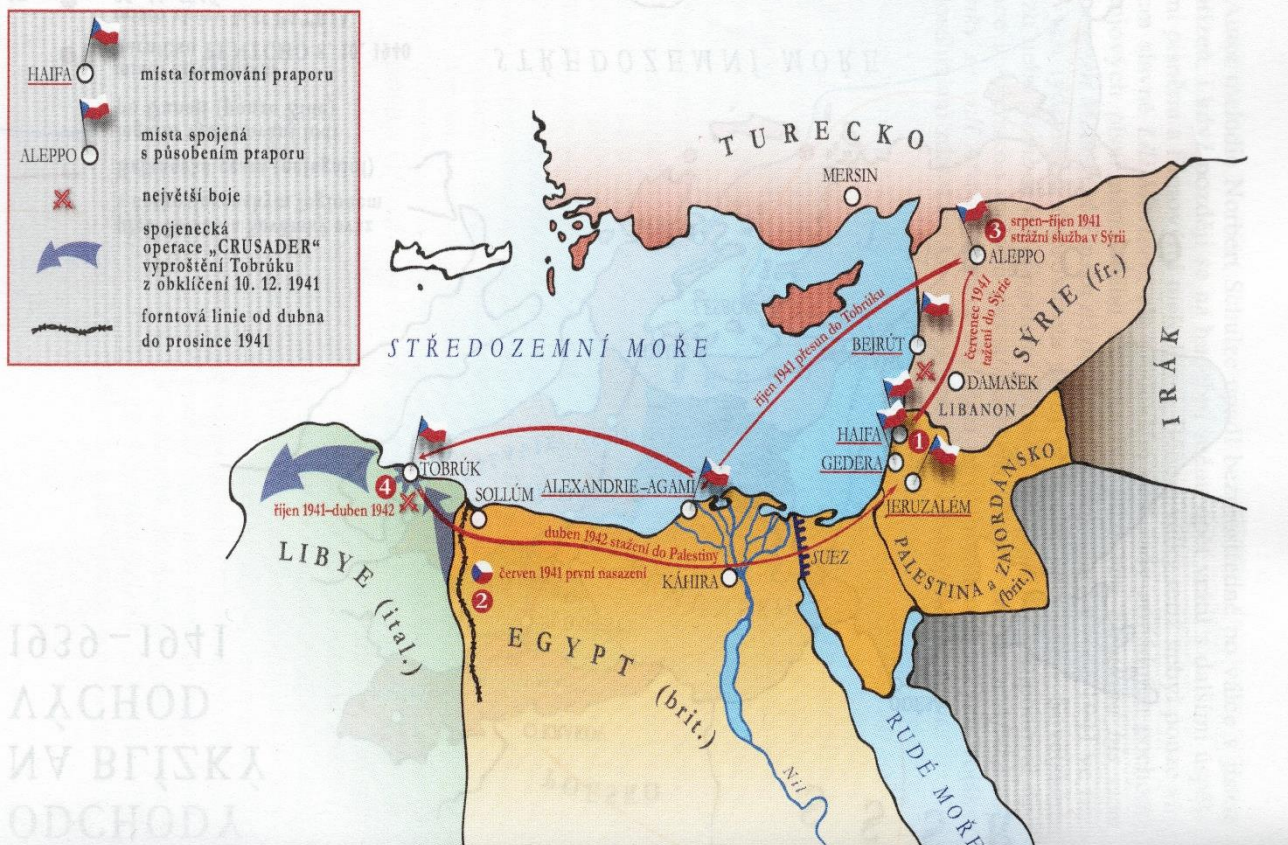 HAIFA
místa formování praporu
ALEPPO
místa spojená
s působením praporu
největší boje
spojenecká
operace „CRUSADER“
vyproštění Tobrúku
z obklíčení 10. 12. 1941
forntová linie od dubna
do prosince 1941
STŘEDOZEMNÍ MOŘE
TURECKO
MERSIN
3 srpen–říjen 1941
strážní služba v Sýrii
ALEPPO
SÝRIE (fr.)
IRÁK
STŘEDOZEMNÍ MOŘE
říjen 1941 přesun do Tobrúku
červenec 1941
tažení do Sýrie
BEJRÚT
DAMAŠEK
LIBANON
HAIFA
1
GEDERA
JERUZALÉM
PALESTINA a ZAJORDÁNSKO
(brit.)
TOBRÚK
4
říjen 1941–duben 1942
SOLLÚM
ALEXANDRIE–AGAMI
duben 1942 stažení do Palestiny
SUEZ
KÁHIRA
LIBYE (ital.)
červen 1941 první nasazení
2
EGYPT (brit.)
Nil
RUDÉ MOŘE
ODCHODY
NA BLÍZKÝ
VÝCHOD
1939–1941